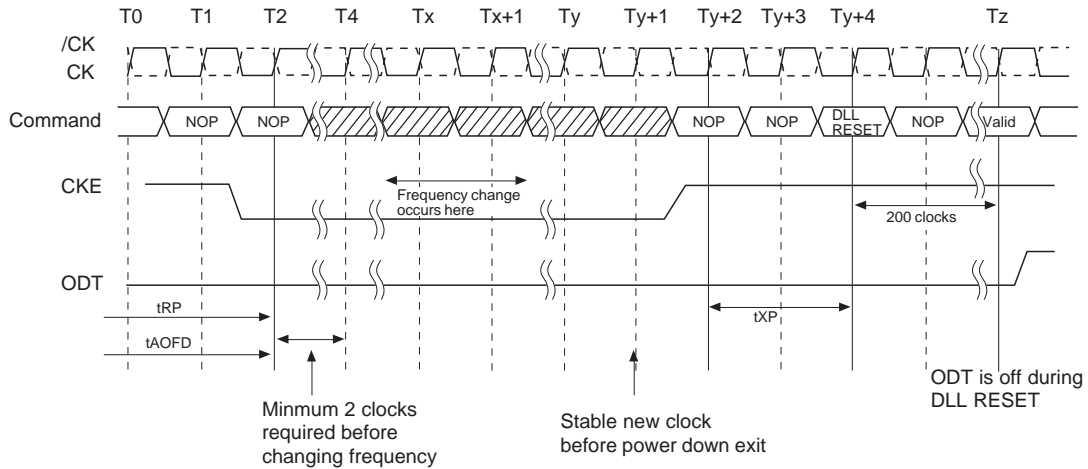 T0 T1 T2 T4 Tx Tx+1 Ty Ty+1 Ty+2 Ty+3 Ty+4 Tz
/CK
CK
Command NOP NOP NOP NOP DLL RESET NOP Valid
CKE
Frequency change
occurs here
200 clocks
ODT
tRP
tXP
tAOFD
Minmum 2 clocks
required before
changing frequency
Stable new clock
before power down exit
ODT is off during
DLL RESET